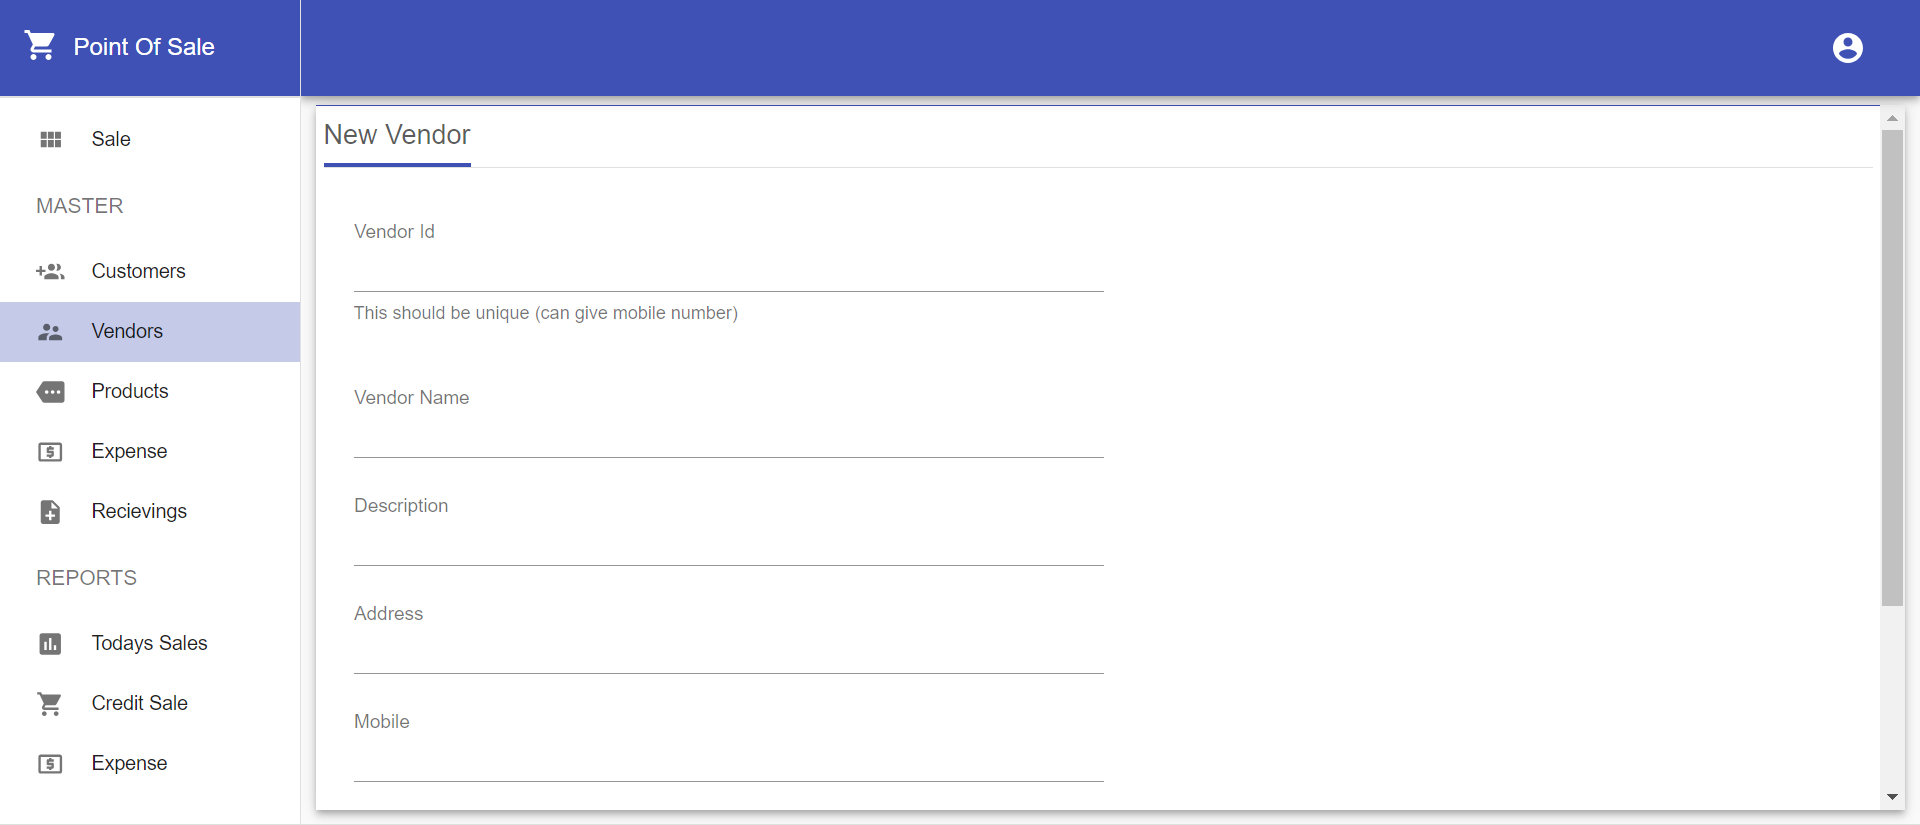 Point Of Sale
Sale
MASTER
Customers
Vendors
Products
Expense
Recievings
REPORTS
Todays Sales
Credit Sale
Expense
New Vendor
Vendor Id
This should be unique (can give mobile number)
Vendor Name
Description
Address
Mobile